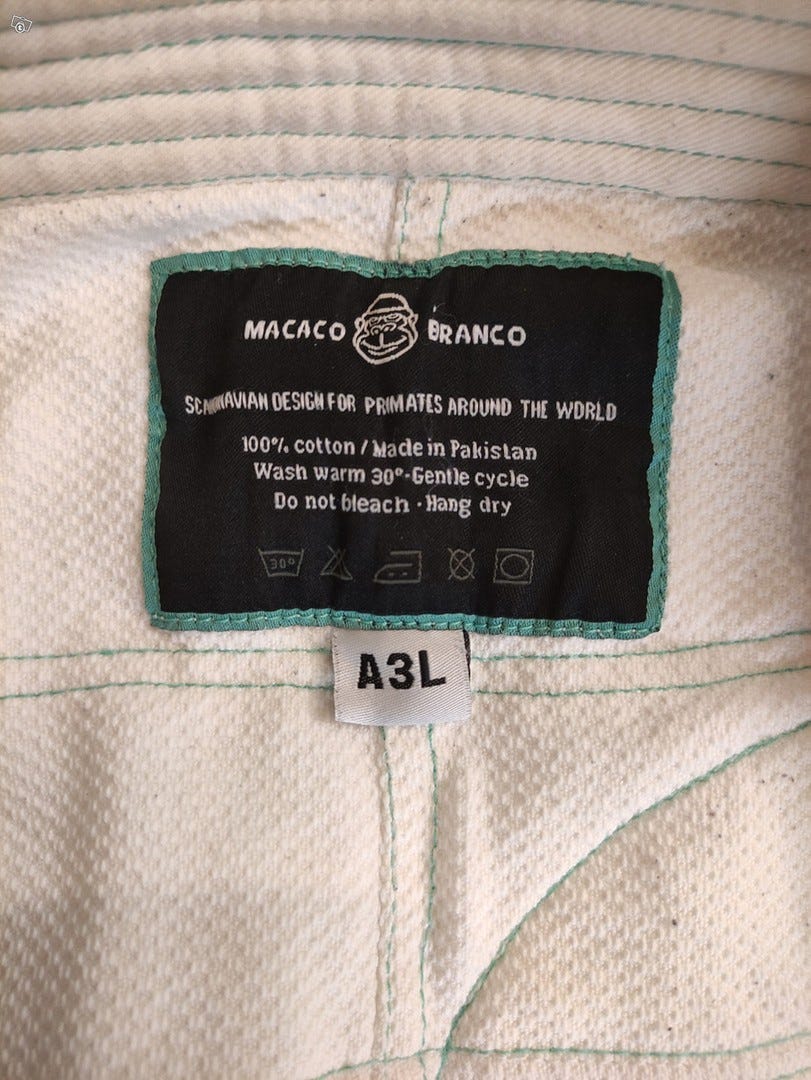 MACACO BRANCO
SCANDINAVIAN DESIGN FOR PRIMATES AROUND THE WORLD
100% cotton / Made in Pakistan
Wash warm 30°-Gentle cycle
Do not bleach · Hang dry
30°
A3L